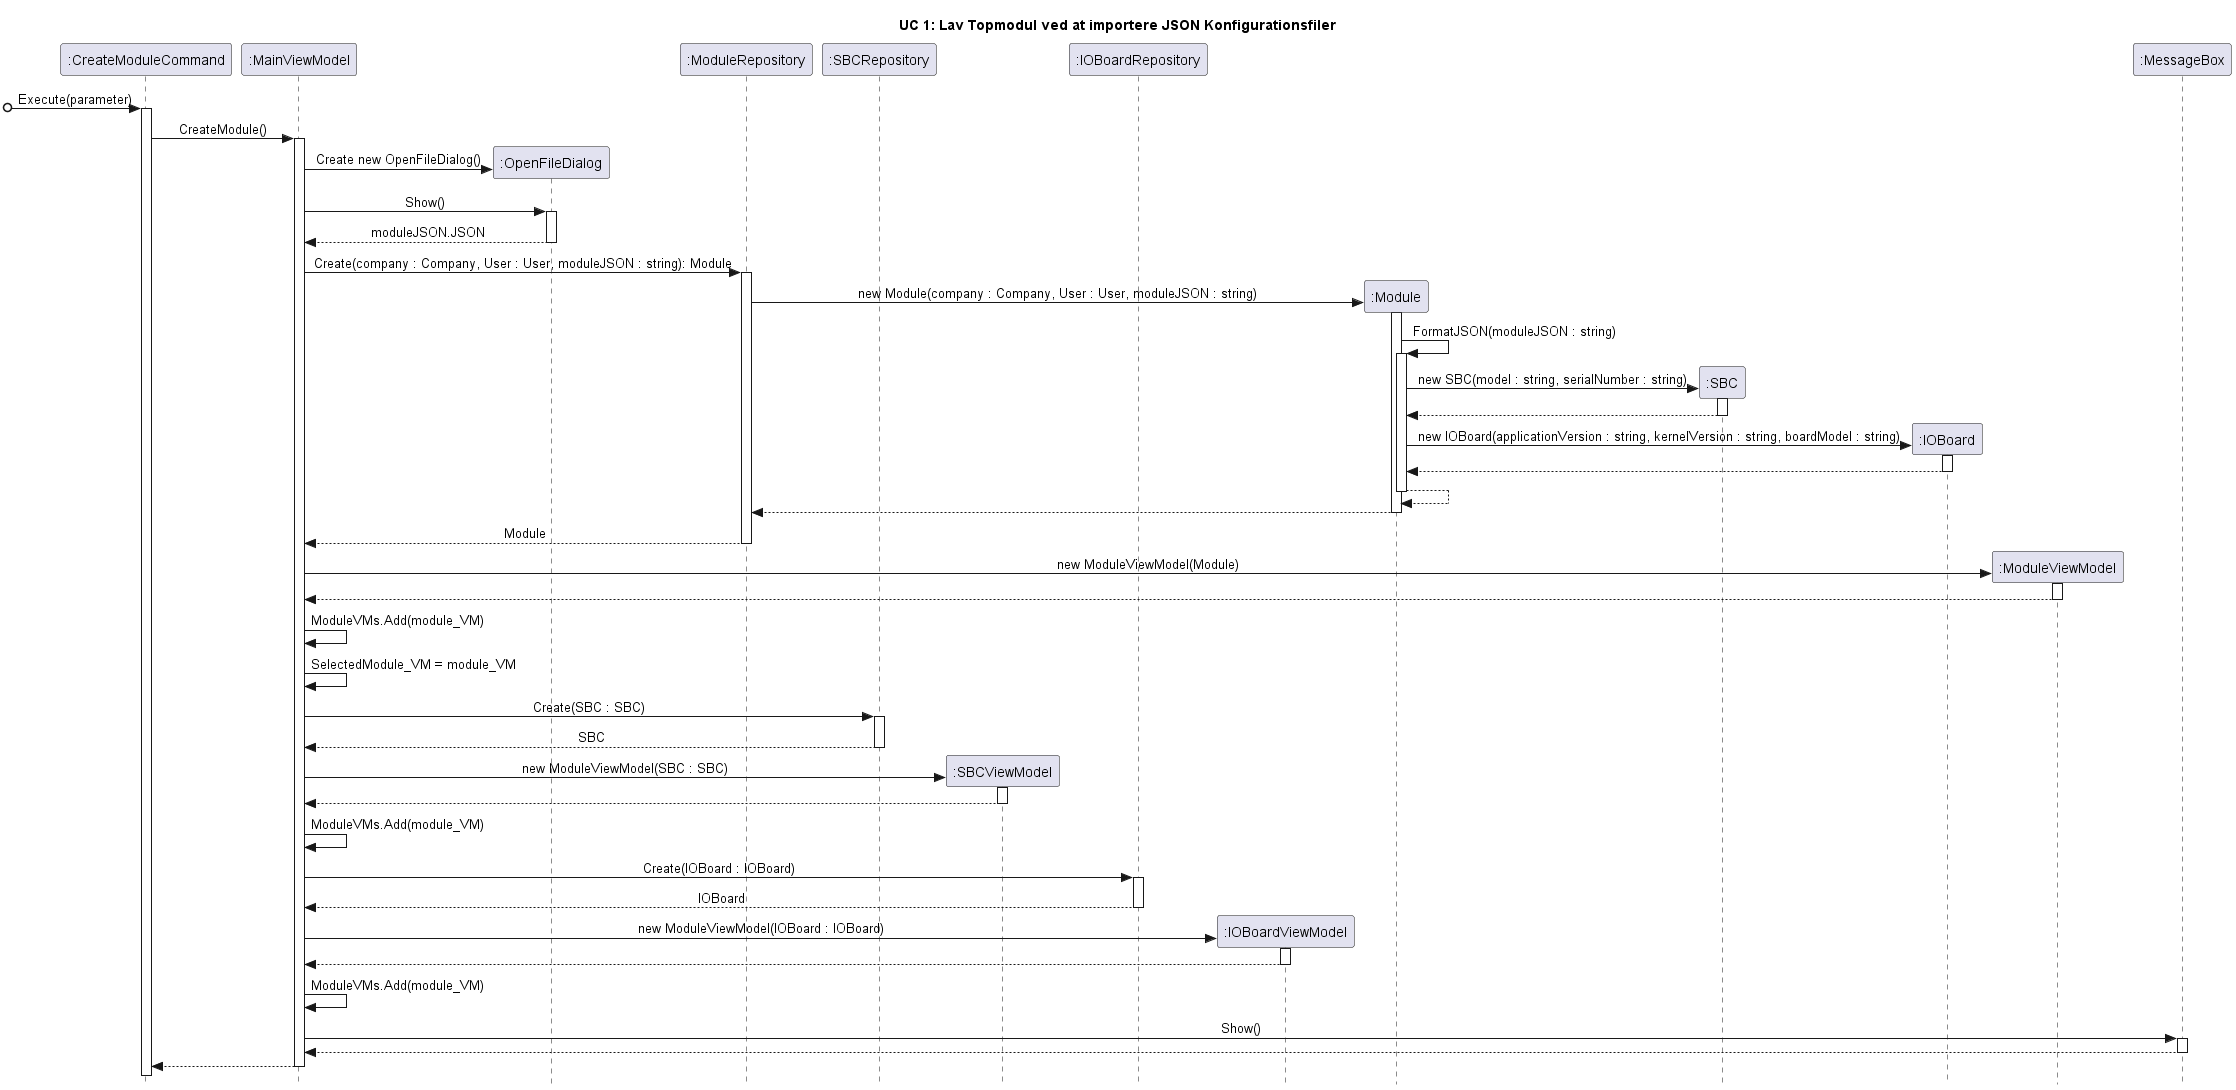 UC 1: Lav Topmodul ved at importere JSON Konfigurationsfiler
:CreateModuleCommand
:MainViewModel
:ModuleRepository
:SBCRepository
:IOBoardRepository
:MessageBox
Execute(parameter)
CreateModule()
Create new OpenFileDialog()
:OpenFileDialog
Show()
moduleJSON.JSON
Create(company : Company, User : User, moduleJSON : string): Module
new Module(company : Company, User : User, moduleJSON : string)
:Module
FormatJSON(moduleJSON : string)
new SBC(model : string, serialNumber : string)
:SBC
new IOBoard(applicationVersion : string, kernelVersion : string, boardModel : string)
:IOBoard
Module
new ModuleViewModel(Module)
:ModuleViewModel
ModuleVMs.Add(module_VM)
SelectedModule_VM = module_VM
Create(SBC : SBC)
SBC
new ModuleViewModel(SBC : SBC)
:SBCViewModel
ModuleVMs.Add(module_VM)
Create(IOBoard : IOBoard)
IOBoard
new ModuleViewModel(IOBoard : IOBoard)
:IOBoardViewModel
ModuleVMs.Add(module_VM)
Show()